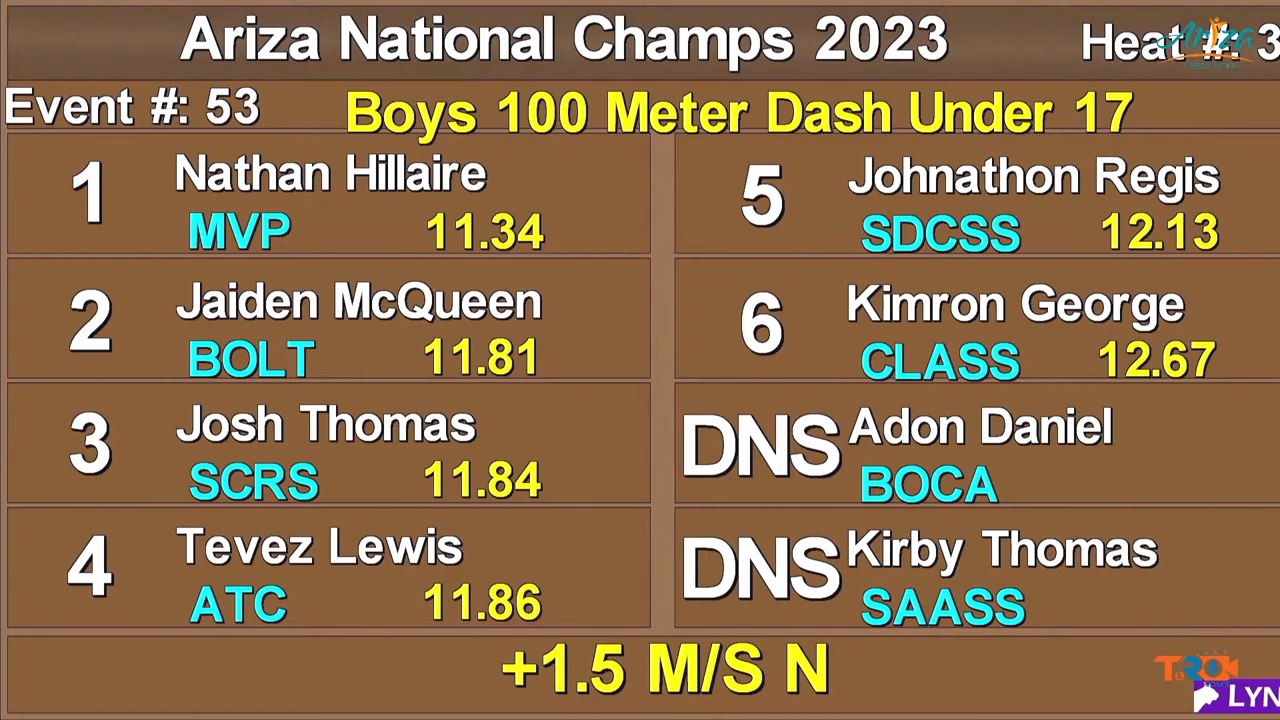 Ariza National Champs 2023
Heat #: 3
Event #: 53
Boys 100 Meter Dash Under 17
1 Nathan Hillaire
MVP 11.34
2 Jaiden McQueen
BOLT 11.81
3 Josh Thomas
SCRS 11.84
4 Tevez Lewis
ATC 11.86
5 Johnathon Regis
SDCSS 12.13
6 Kimron George
CLASS 12.67
DNS Adon Daniel
BOCA
DNS Kirby Thomas
SAASS
+1.5 M/S N
Ariza
LYN